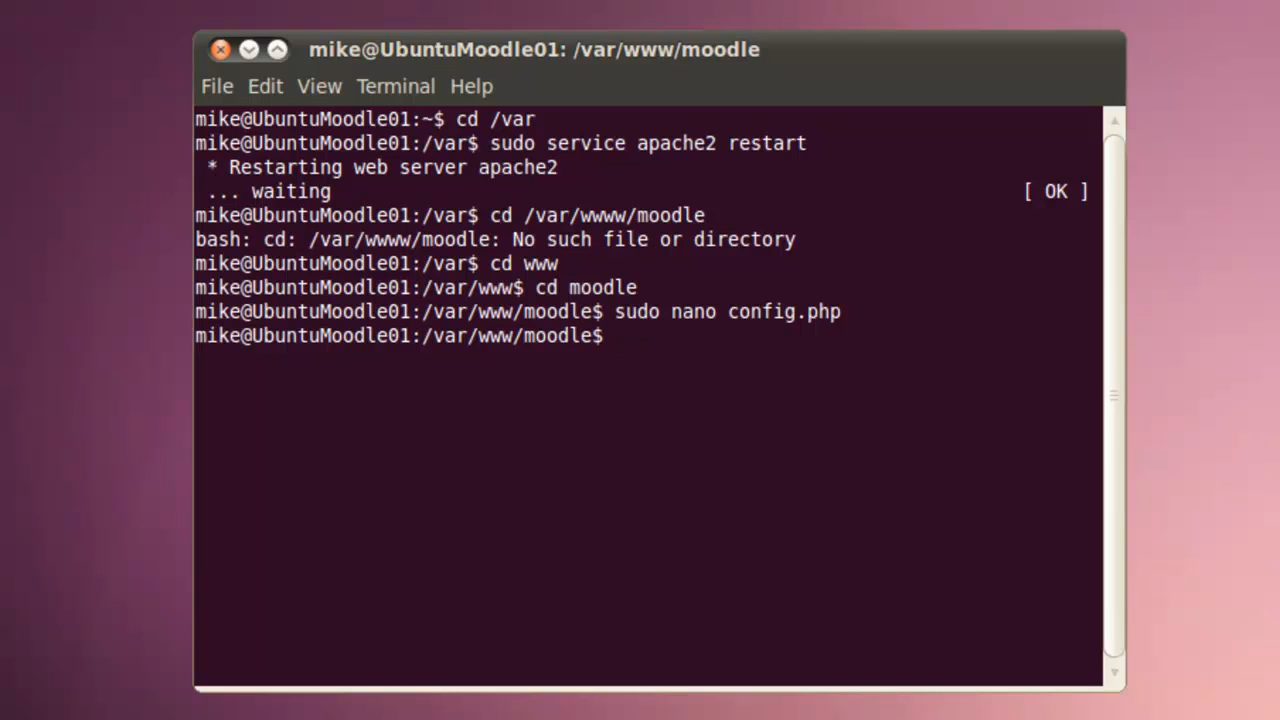 mike@UbuntuMoodle01: /var/www/moodle
File Edit View Terminal Help
mike@UbuntuMoodle01:~$ cd /var
mike@UbuntuMoodle01:/var$ sudo service apache2 restart
 * Restarting web server apache2
 ... waiting [ OK ]
mike@UbuntuMoodle01:/var$ cd /var/wwww/moodle
bash: cd: /var/wwww/moodle: No such file or directory
mike@UbuntuMoodle01:/var$ cd www
mike@UbuntuMoodle01:/var/www$ cd moodle
mike@UbuntuMoodle01:/var/www/moodle$ sudo nano config.php
mike@UbuntuMoodle01:/var/www/moodle$